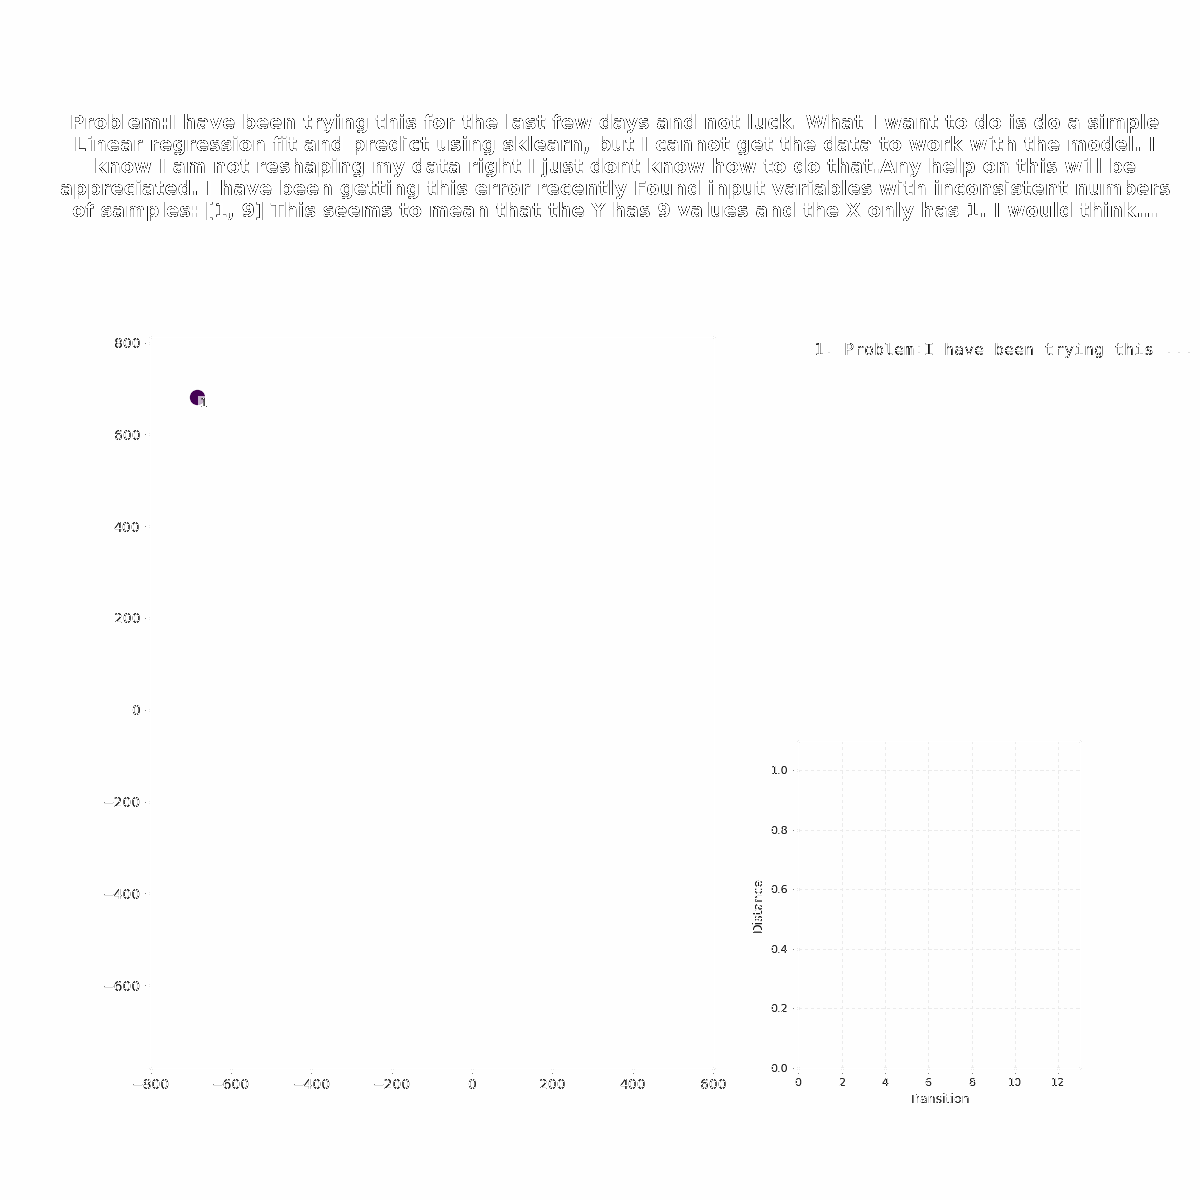 Problem:I have been trying this for the last few days and not luck. What I want to do is do a simple
Linear regression fit and predict using sklearn, but I cannot get the data to work with the model. I
know I am not reshaping my data right I just dont know how to do that.Any help on this will be
appreciated. I have been getting this error recently Found input variables with inconsistent numbers
of samples: [1, 9] This seems to mean that the Y has 9 values and the X only has 1. I would think....
800
1. Problem:I have been trying this ...
1
600
400
200
0
−200
−400
−600
−800 −600 −400 −200 0 200 400 600
1.0
0.8
0.6
0.4
0.2
0.0
Distance
0 2 4 6 8 10 12
Transition